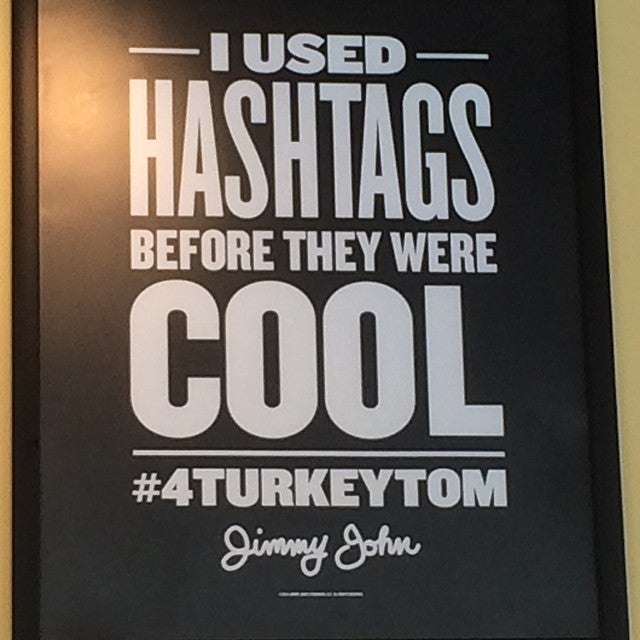 I USED
HASHTAGS
BEFORE THEY WERE
COOL
#4TURKEYTOM
Jimmy John